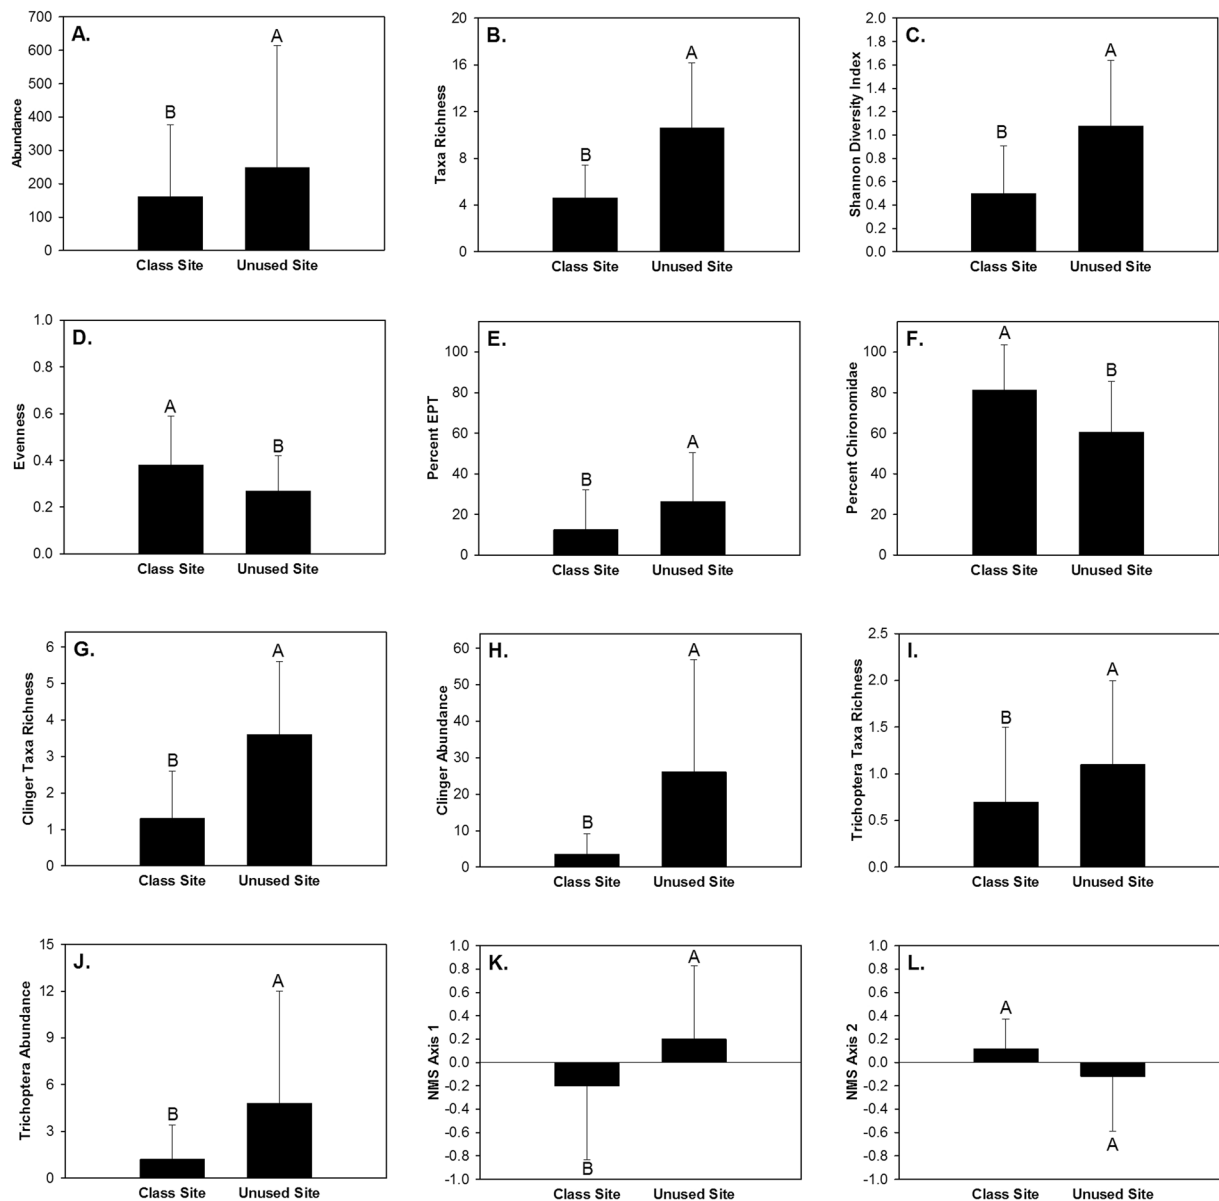 A.
Abundance
700
600
500
400
300
200
100
0
B
A
Class Site Unused Site
B.
Taxa Richness
20
16
12
8
4
0
B
A
Class Site Unused Site
C.
Shannon Diversity Index
2.0
1.8
1.6
1.4
1.2
1.0
0.8
0.6
0.4
0.2
0.0
B
A
Class Site Unused Site
D.
Evenness
1.0
0.8
0.6
0.4
0.2
0.0
A
B
Class Site Unused Site
E.
Percent EPT
100
80
60
40
20
0
B
A
Class Site Unused Site
F.
Percent Chironomidae
100
80
60
40
20
0
A
B
Class Site Unused Site
G.
Clinger Taxa Richness
6
5
4
3
2
1
0
B
A
Class Site Unused Site
H.
Clinger Abundance
60
50
40
30
20
10
0
B
A
Class Site Unused Site
I.
Trichoptera Taxa Richness
2.5
2.0
1.5
1.0
0.5
0.0
B
A
Class Site Unused Site
J.
Trichoptera Abundance
15
12
9
6
3
0
B
A
Class Site Unused Site
K.
NMS Axis 1
1.0
0.8
0.6
0.4
0.2
0.0
-0.2
-0.4
-0.6
-0.8
-1.0
B
A
Class Site Unused Site
L.
NMS Axis 2
1.0
0.8
0.6
0.4
0.2
0.0
-0.2
-0.4
-0.6
-0.8
-1.0
A
A
Class Site Unused Site